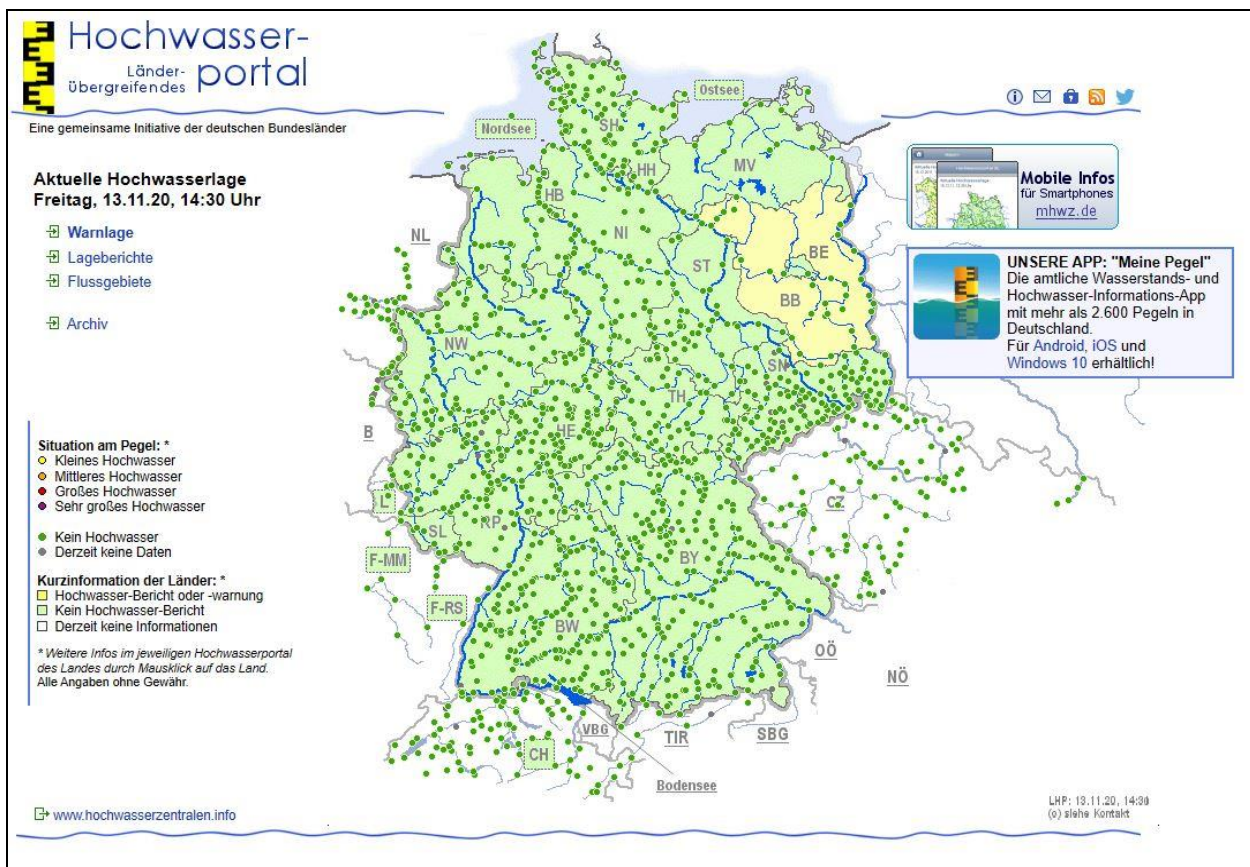 Hochwasser-
Länder-
übergreifendes portal
Eine gemeinsame Initiative der deutschen Bundesländer
Aktuelle Hochwasserlage
Freitag, 13.11.20, 14:30 Uhr
Warnlage
Lageberichte
Flussgebiete
Archiv
Situation am Pegel: *
Kleines Hochwasser
Mittleres Hochwasser
Großes Hochwasser
Sehr großes Hochwasser
Kein Hochwasser
Derzeit keine Daten
Kurzinformation der Länder: *
Hochwasser-Bericht oder -warnung
Kein Hochwasser-Bericht
Derzeit keine Informationen
* Weitere Infos im jeweiligen Hochwasserportal
des Landes durch Mausklick auf das Land.
Alle Angaben ohne Gewähr.
www.hochwasserzentralen.info
Ostsee
Nordsee
SH
HH
MV
HB
NI
NL
BE
ST
BB
NW
SN
TH
HE
B
L
CZ
RP
SL
F-MM
BY
F-RS
BW
OÖ
NÖ
VBG
TIR
SBG
CH
Bodensee
Mobile Infos
für Smartphones
mhwz.de
UNSERE APP: "Meine Pegel"
Die amtliche Wasserstands- und
Hochwasser-Informations-App
mit mehr als 2.600 Pegeln in
Deutschland.
Für Android, iOS und
Windows 10 erhältlich!
LHP: 13.11.20, 14:30
(o) siehe Kontakt